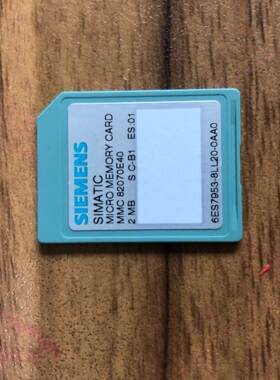 SIEMENS
SIMATIC
MICRO MEMORY CARD
MMC 82070E40
2 MB S C-B1 ES:01
6ES7953-8LL20-0AA0